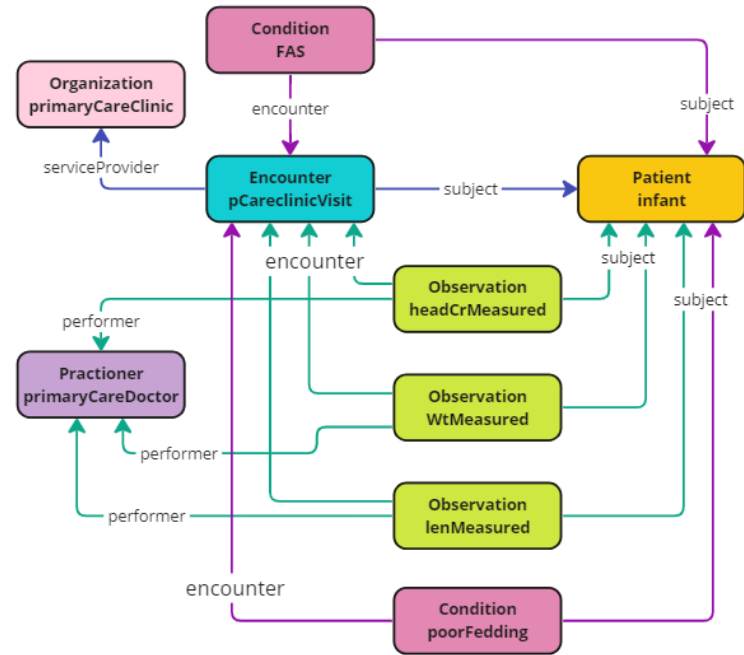 Condition
FAS
Organization
primaryCareClinic
encounter
subject
serviceProvider
Encounter
pCareclinicVisit
subject
Patient
infant
encounter
subject
Observation
headCrMeasured
subject
performer
Practioner
primaryCareDoctor
Observation
WtMeasured
performer
Observation
lenMeasured
performer
encounter
Condition
poorFedding